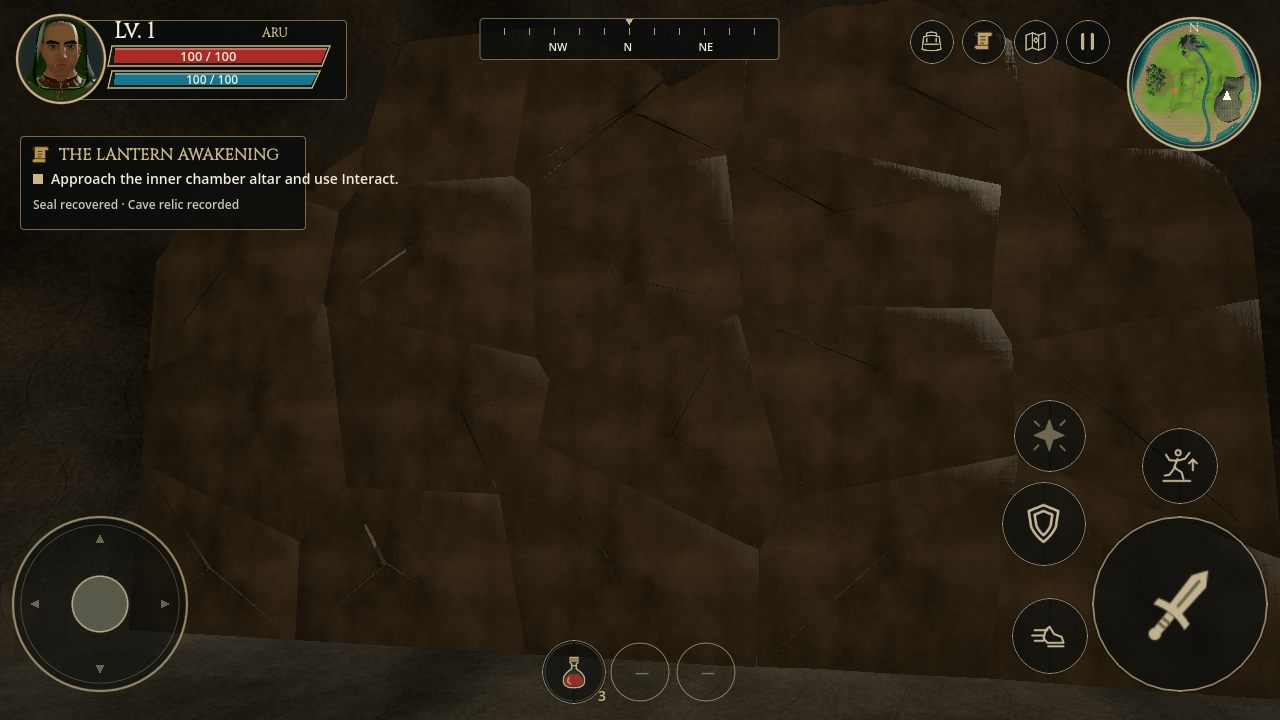 Lv. 1
ARU
100 / 100
100 / 100
NW N NE
N
THE LANTERN AWAKENING
Approach the inner chamber altar and use Interact.
Seal recovered · Cave relic recorded
3